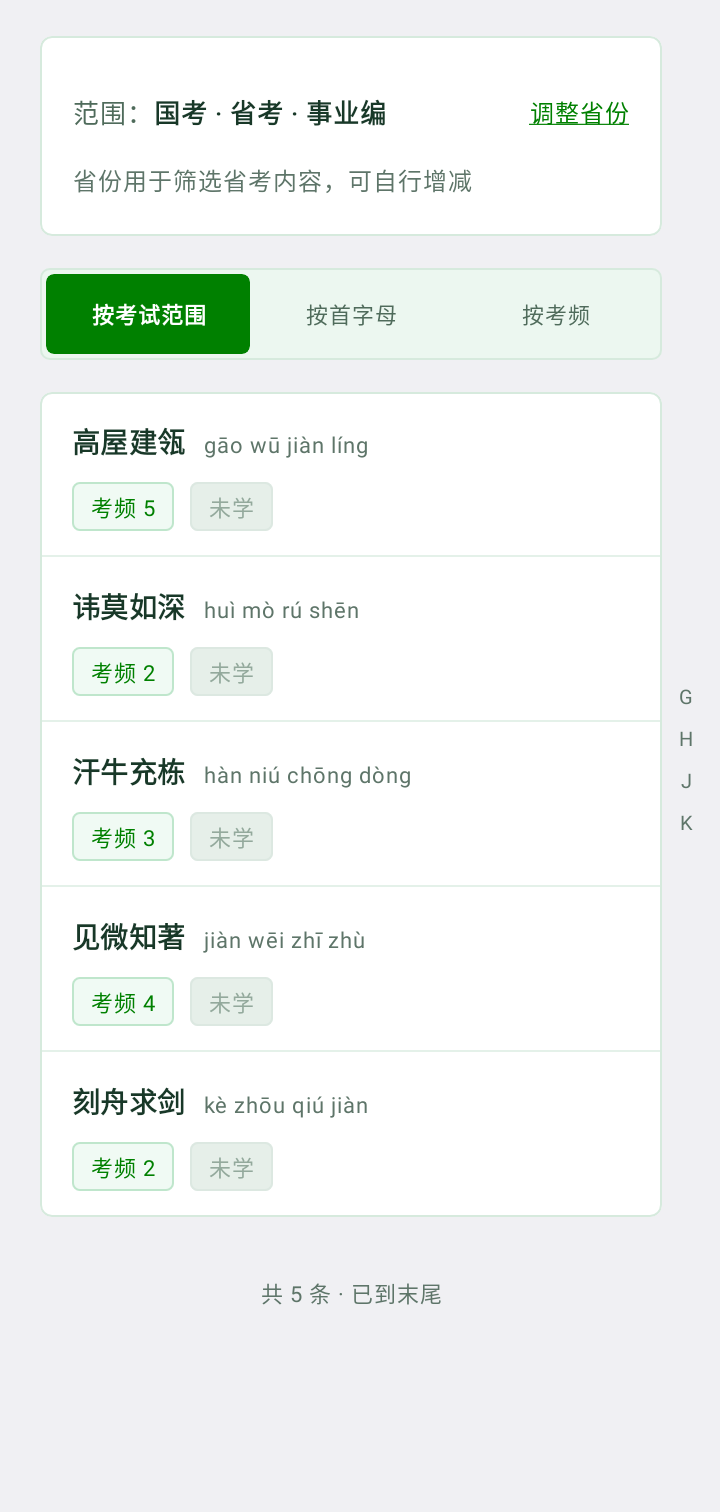 范围：国考 · 省考 · 事业编 调整省份
省份用于筛选省考内容，可自行增减
按考试范围 按首字母 按考频
高屋建瓴 gāo wū jiàn líng
考频 5 未学
讳莫如深 huì mò rú shēn
考频 2 未学
汗牛充栋 hàn niú chōng dòng
考频 3 未学
见微知著 jiàn wēi zhī zhù
考频 4 未学
刻舟求剑 kè zhōu qiú jiàn
考频 2 未学
G
H
J
K
共 5 条 · 已到末尾